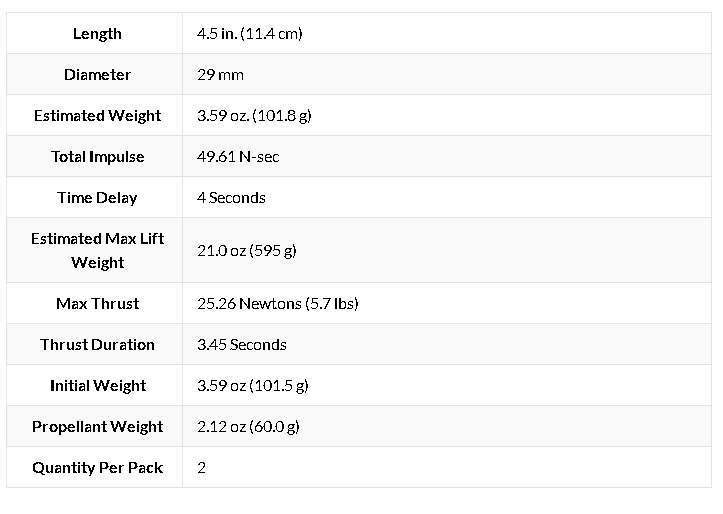 Length 4.5 in. (11.4 cm)
Diameter 29 mm
Estimated Weight 3.59 oz. (101.8 g)
Total Impulse 49.61 N-sec
Time Delay 4 Seconds
Estimated Max Lift
Weight 21.0 oz (595 g)
Max Thrust 25.26 Newtons (5.7 lbs)
Thrust Duration 3.45 Seconds
Initial Weight 3.59 oz (101.5 g)
Propellant Weight 2.12 oz (60.0 g)
Quantity Per Pack 2